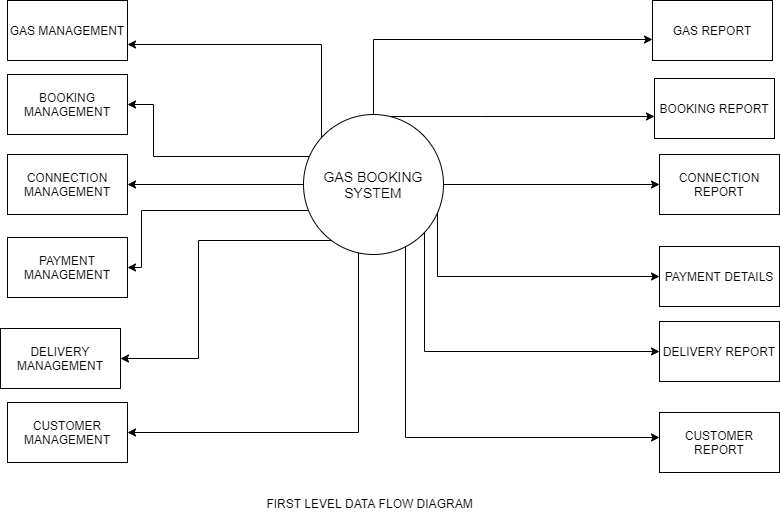 GAS MANAGEMENT
BOOKING
MANAGEMENT
CONNECTION
MANAGEMENT
PAYMENT
MANAGEMENT
DELIVERY
MANAGEMENT
CUSTOMER
MANAGEMENT
GAS BOOKING
SYSTEM
GAS REPORT
BOOKING REPORT
CONNECTION
REPORT
PAYMENT DETAILS
DELIVERY REPORT
CUSTOMER
REPORT
FIRST LEVEL DATA FLOW DIAGRAM